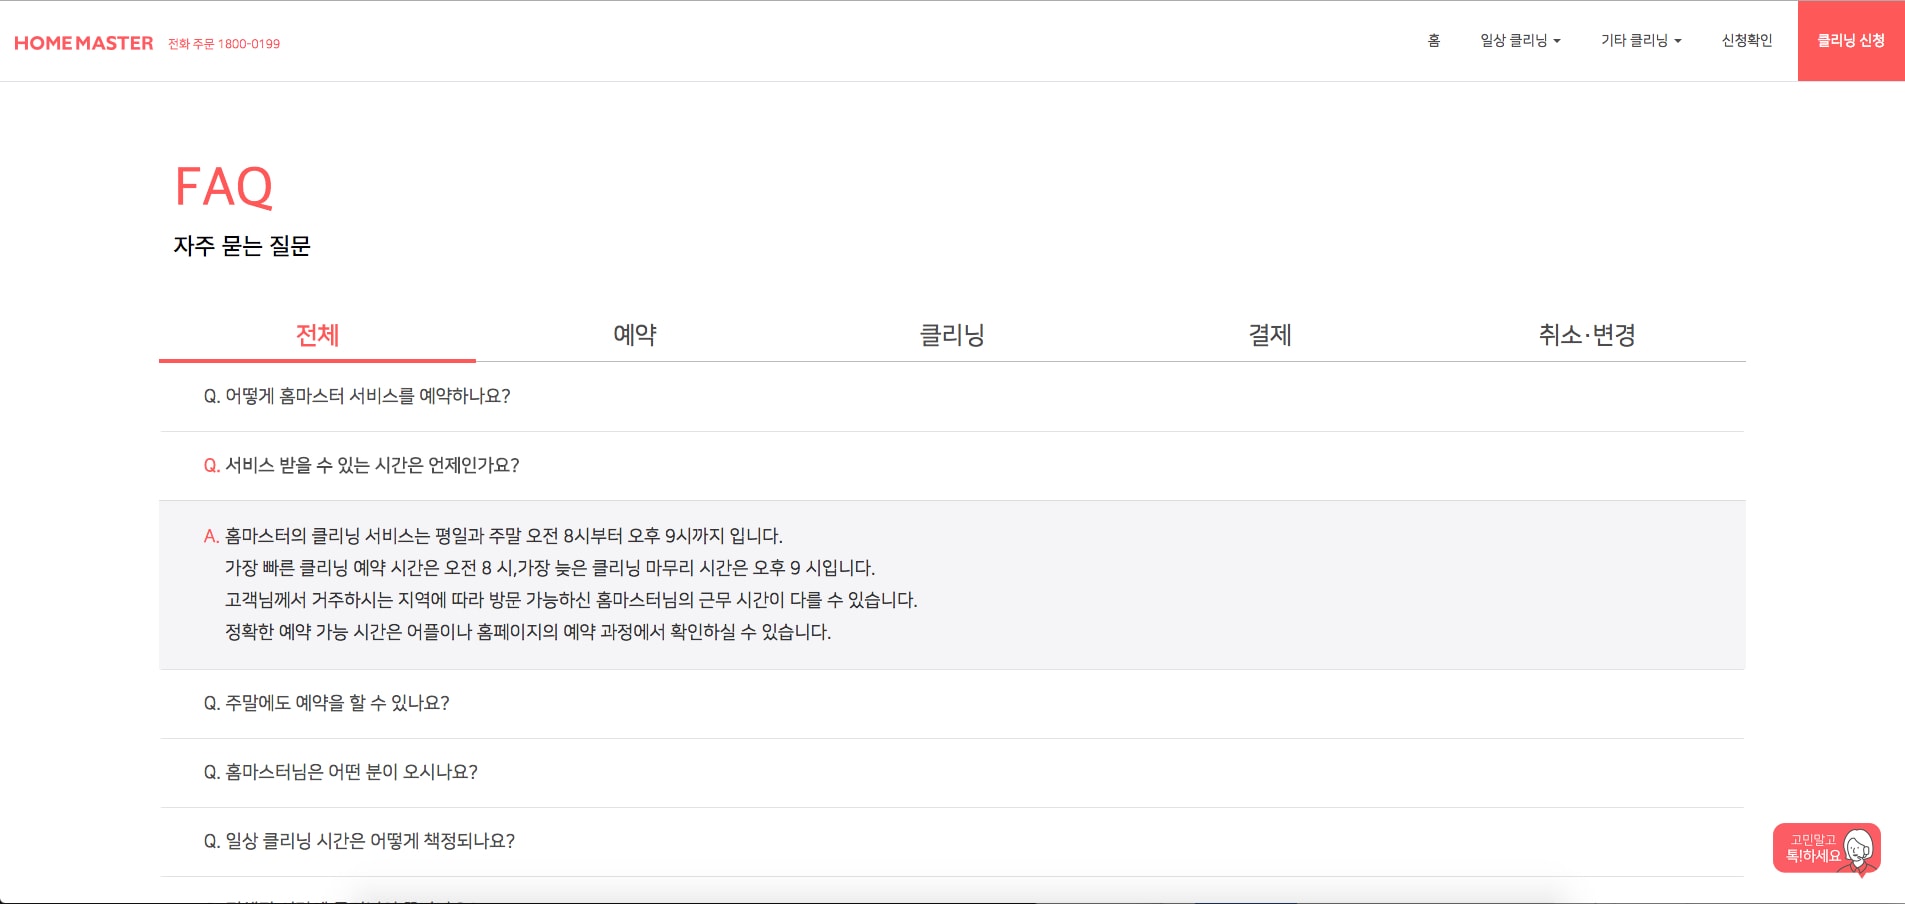 HOMEMASTER 전화 주문 1800-0199
홈 일상 클리닝 기타 클리닝 신청확인 클리닝 신청
FAQ
자주 묻는 질문
전체 예약 클리닝 결제 취소·변경
Q. 어떻게 홈마스터 서비스를 예약하나요?
Q. 서비스 받을 수 있는 시간은 언제인가요?
A. 홈마스터의 클리닝 서비스는 평일과 주말 오전 8시부터 오후 9시까지 입니다.
가장 빠른 클리닝 예약 시간은 오전 8 시,가장 늦은 클리닝 마무리 시간은 오후 9 시입니다.
고객님께서 거주하시는 지역에 따라 방문 가능하신 홈마스터님의 근무 시간이 다를 수 있습니다.
정확한 예약 가능 시간은 어플이나 홈페이지의 예약 과정에서 확인하실 수 있습니다.
Q. 주말에도 예약을 할 수 있나요?
Q. 홈마스터님은 어떤 분이 오시나요?
Q. 일상 클리닝 시간은 어떻게 책정되나요?
고민말고
톡!하세요